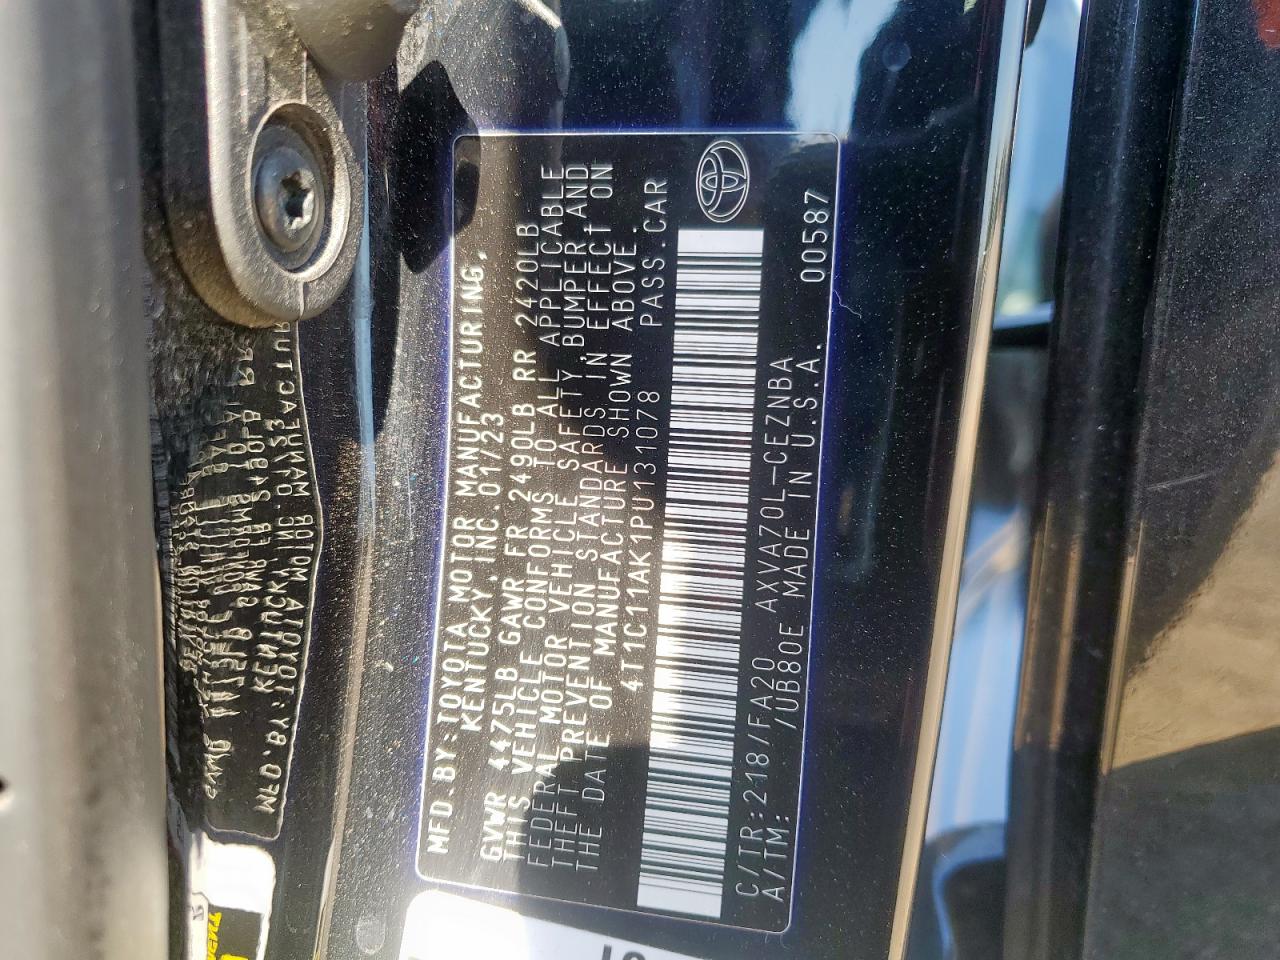 MFD.BY:TOYOTA MOTOR MANUFACTURING,
KENTUCKY,INC. 01/23
GVWR 4475LB GAWR FR 2490LB RR 2420LB
THIS VEHICLE CONFORMS TO ALL APPLICABLE
FEDERAL MOTOR VEHICLE SAFETY,BUMPER,AND
THEFT PREVENTION STANDARDS IN EFFECT ON
THE DATE OF MANUFACTURE SHOWN ABOVE.
4T1C11AK1PU131078 PASS.CAR
C/TR:218/FA20 AXVA70L-CEZNBA
A/TM: /UB80E MADE IN U.S.A. 00587